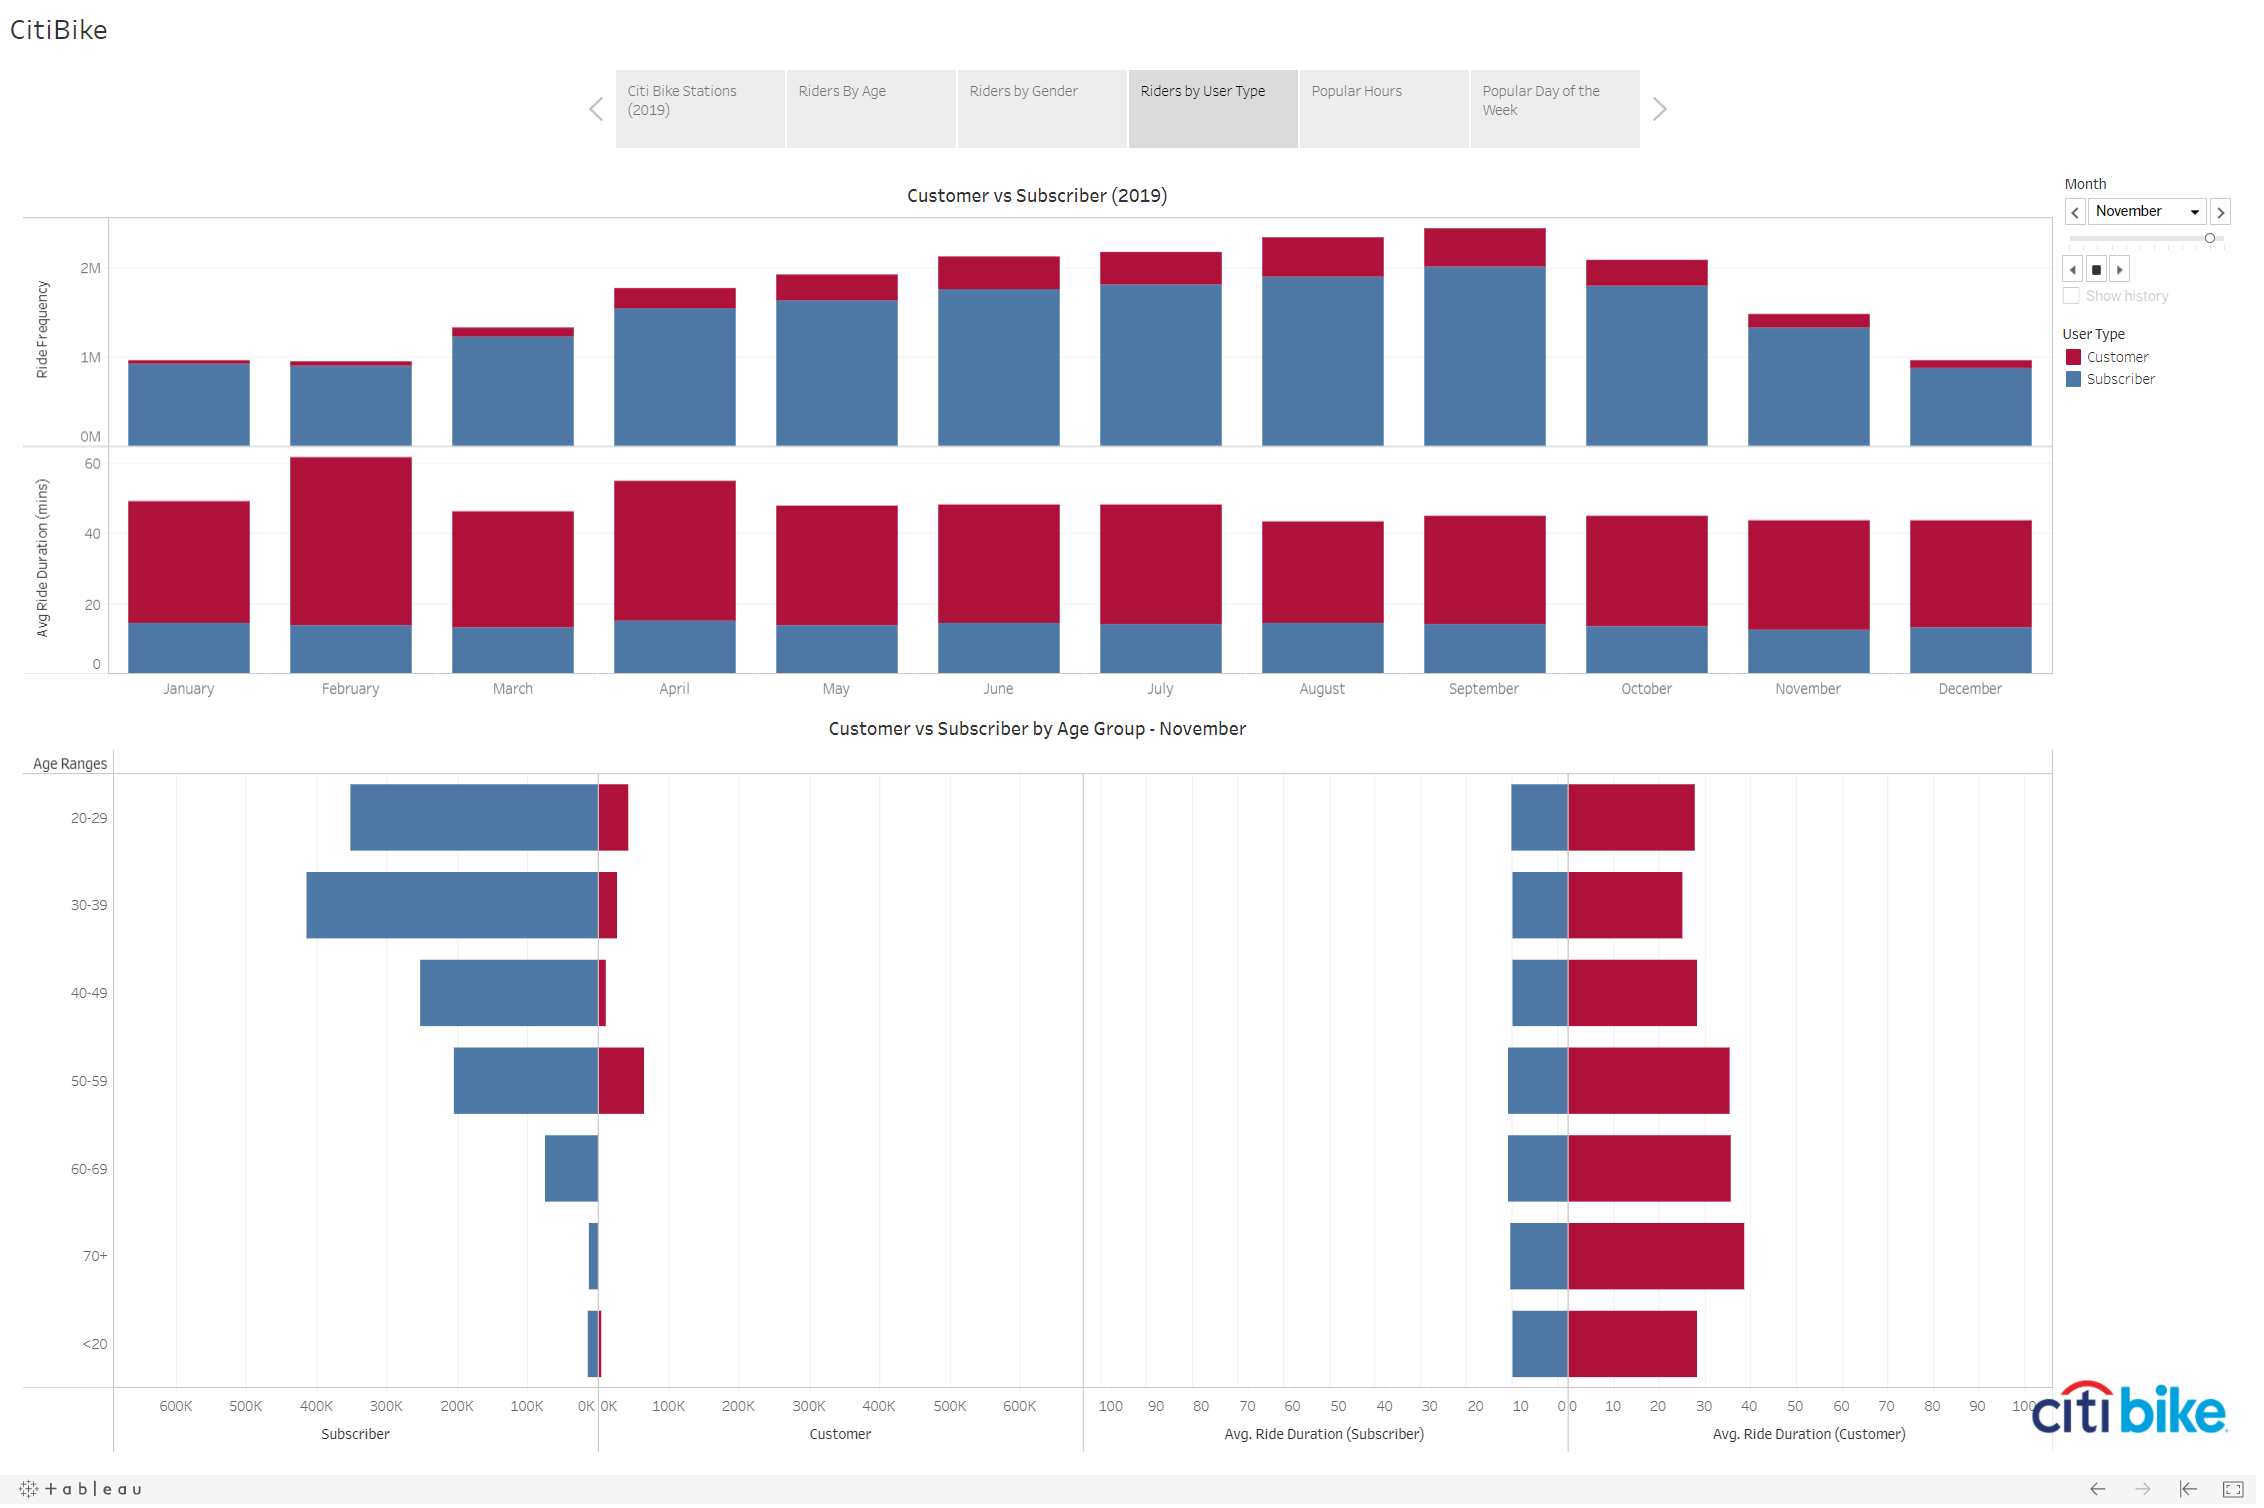 CitiBike
Citi Bike Stations
(2019)
Riders By Age
Riders by Gender
Riders by User Type
Popular Hours
Popular Day of the
Week
Customer vs Subscriber (2019)
Month
November
Show history
User Type
Customer
Subscriber
Ride Frequency
2M
1M
0M
Avg Ride Duration (mins)
60
40
20
0
January February March April May June July August September October November December
Customer vs Subscriber by Age Group - November
Age Ranges
20-29
30-39
40-49
50-59
60-69
70+
<20
600K 500K 400K 300K 200K 100K 0K 0K 100K 200K 300K 400K 500K 600K 100 90 80 70 60 50 40 30 20 10 0 0 10 20 30 40 50 60 70 80 90 100
Subscriber Customer Avg. Ride Duration (Subscriber) Avg. Ride Duration (Customer)
citi bike
+ableau